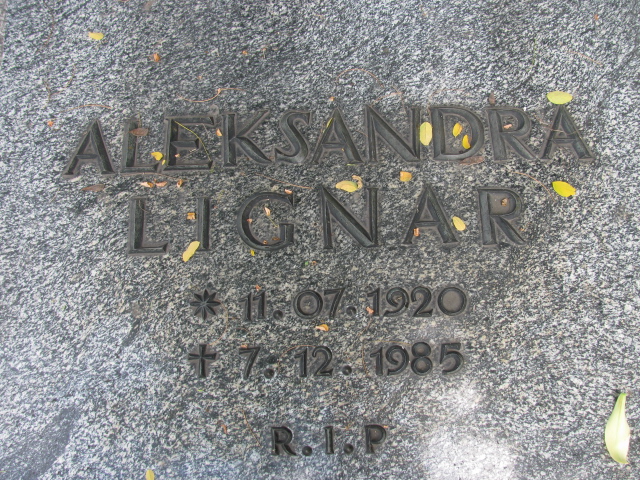 ALEKSANDRA
LIGNAR
* 11.07.1920
† 7.12.1985
R.I.P